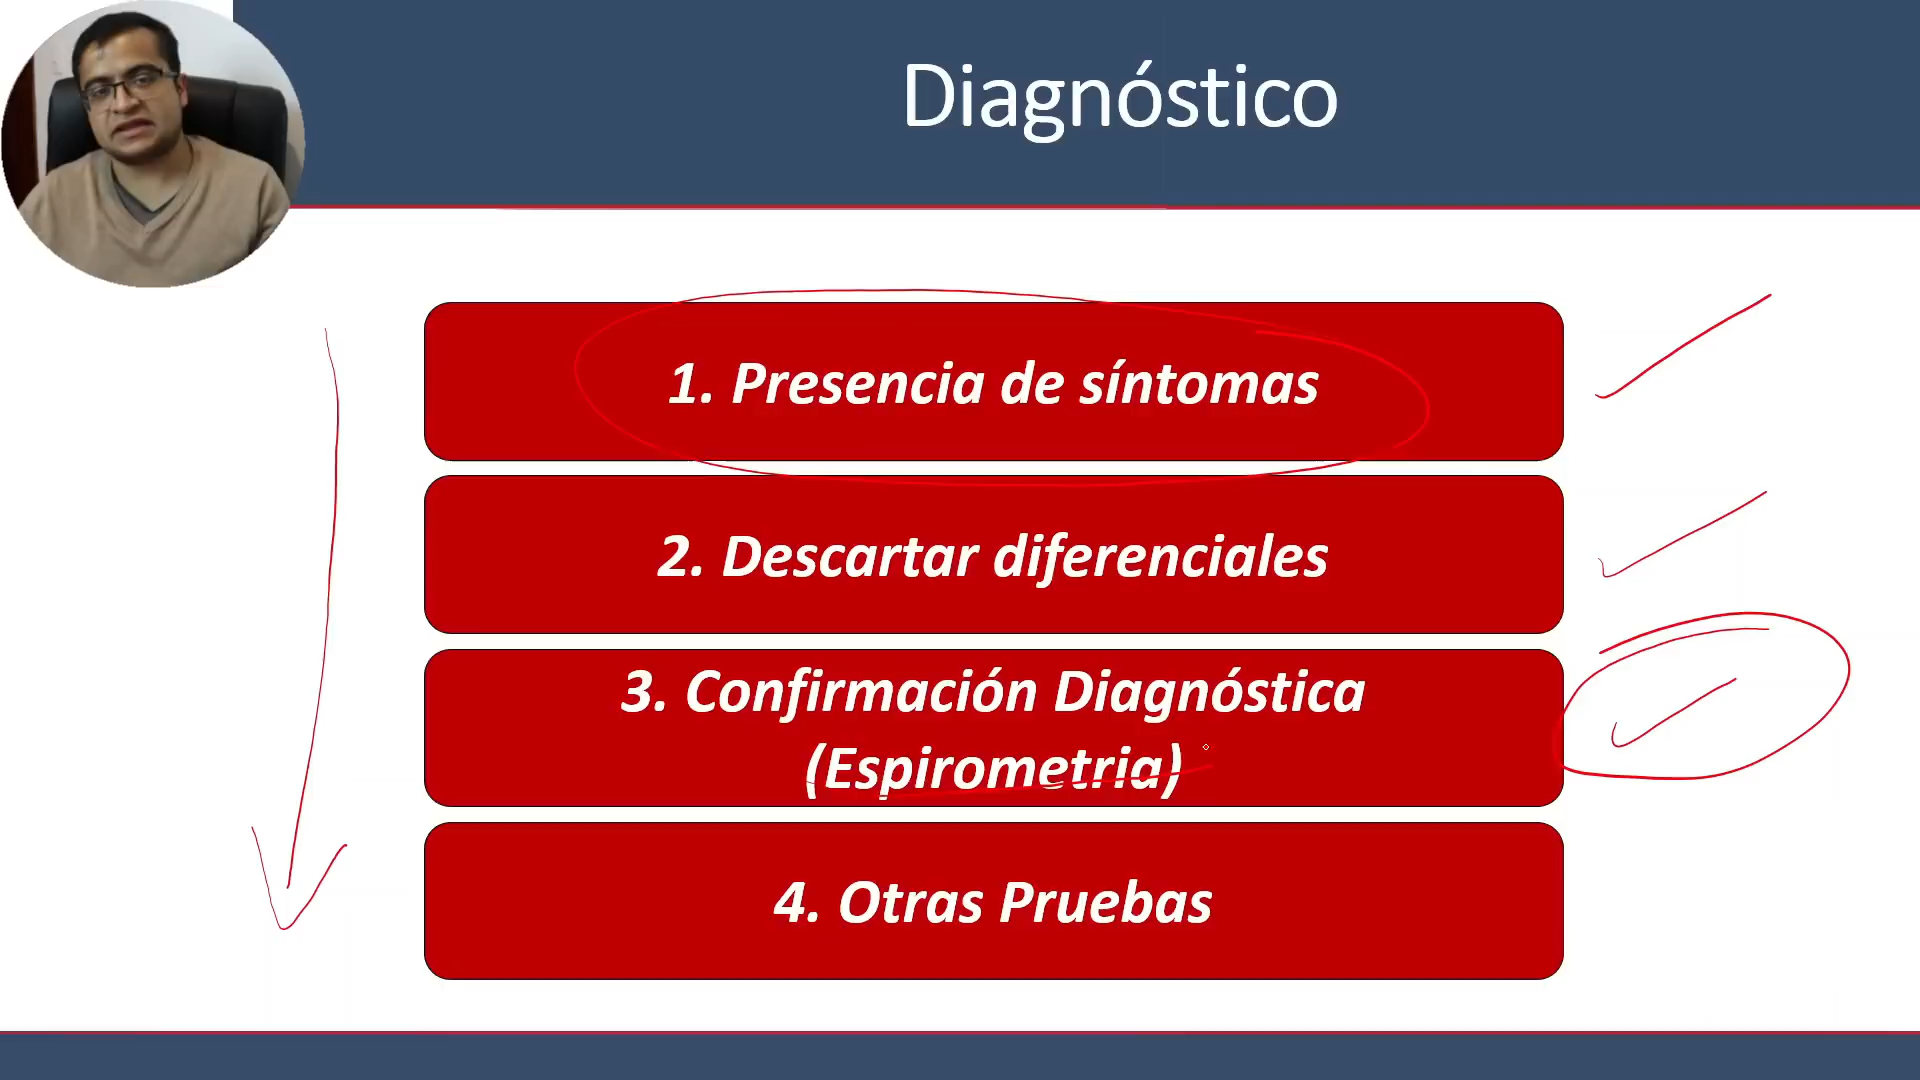 Diagnóstico
1. Presencia de síntomas
2. Descartar diferenciales
3. Confirmación Diagnóstica
(Espirometria)
4. Otras Pruebas